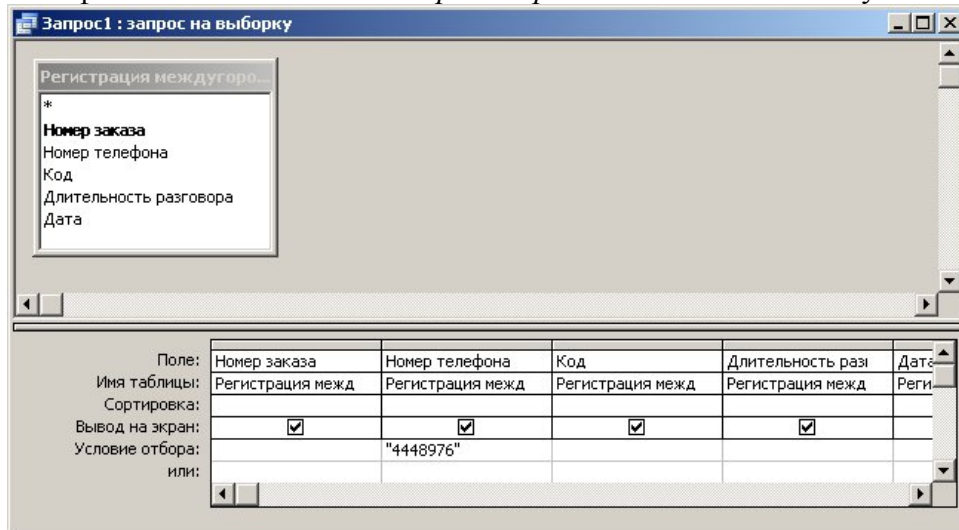 Запрос1 : запрос на выборку
Регистрация междугоро...
*
Номер заказа
Номер телефона
Код
Длительность разговора
Дата
Поле: Номер заказа Номер телефона Код Длительность разг Дата
Имя таблицы: Регистрация межд Регистрация межд Регистрация межд Регистрация межд Реги
Сортировка:
Вывод на экран:
Условие отбора: "4448976"
или: